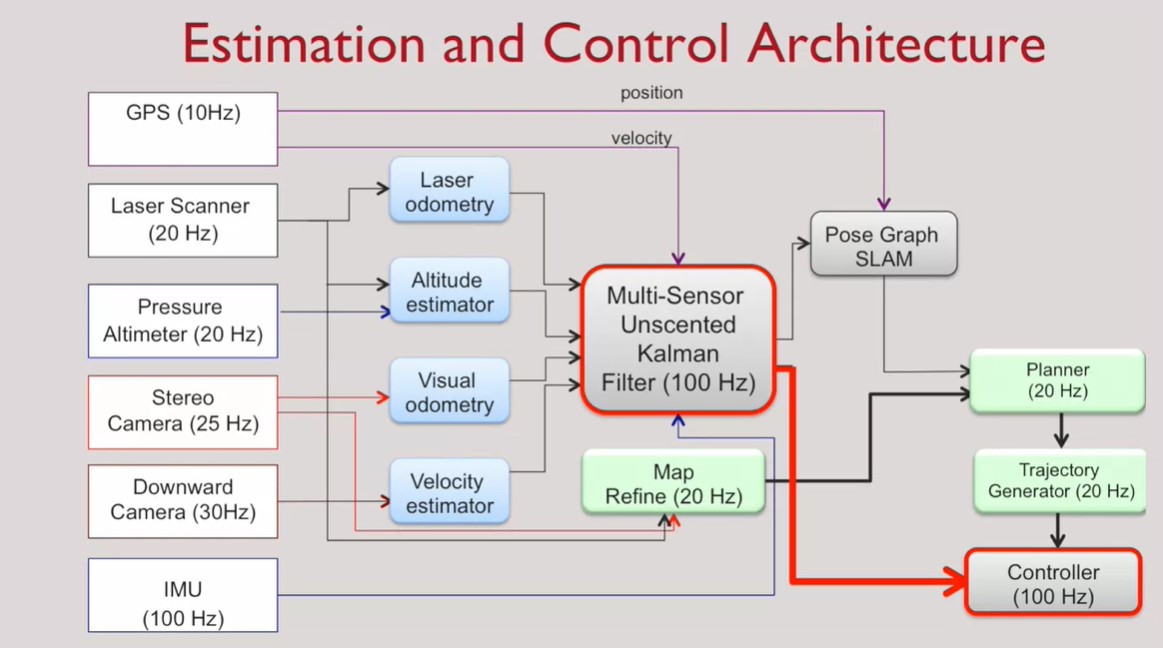 Estimation and Control Architecture
position
GPS (10Hz)
velocity
Laser Scanner
(20 Hz)
Laser
odometry
Pose Graph
SLAM
Altitude
estimator
Pressure
Altimeter (20 Hz)
Multi-Sensor
Unscented
Kalman
Filter (100 Hz)
Stereo
Camera (25 Hz)
Visual
odometry
Planner
(20 Hz)
Downward
Camera (30Hz)
Velocity
estimator
Map
Refine (20 Hz)
Trajectory
Generator (20 Hz)
IMU
(100 Hz)
Controller
(100 Hz)